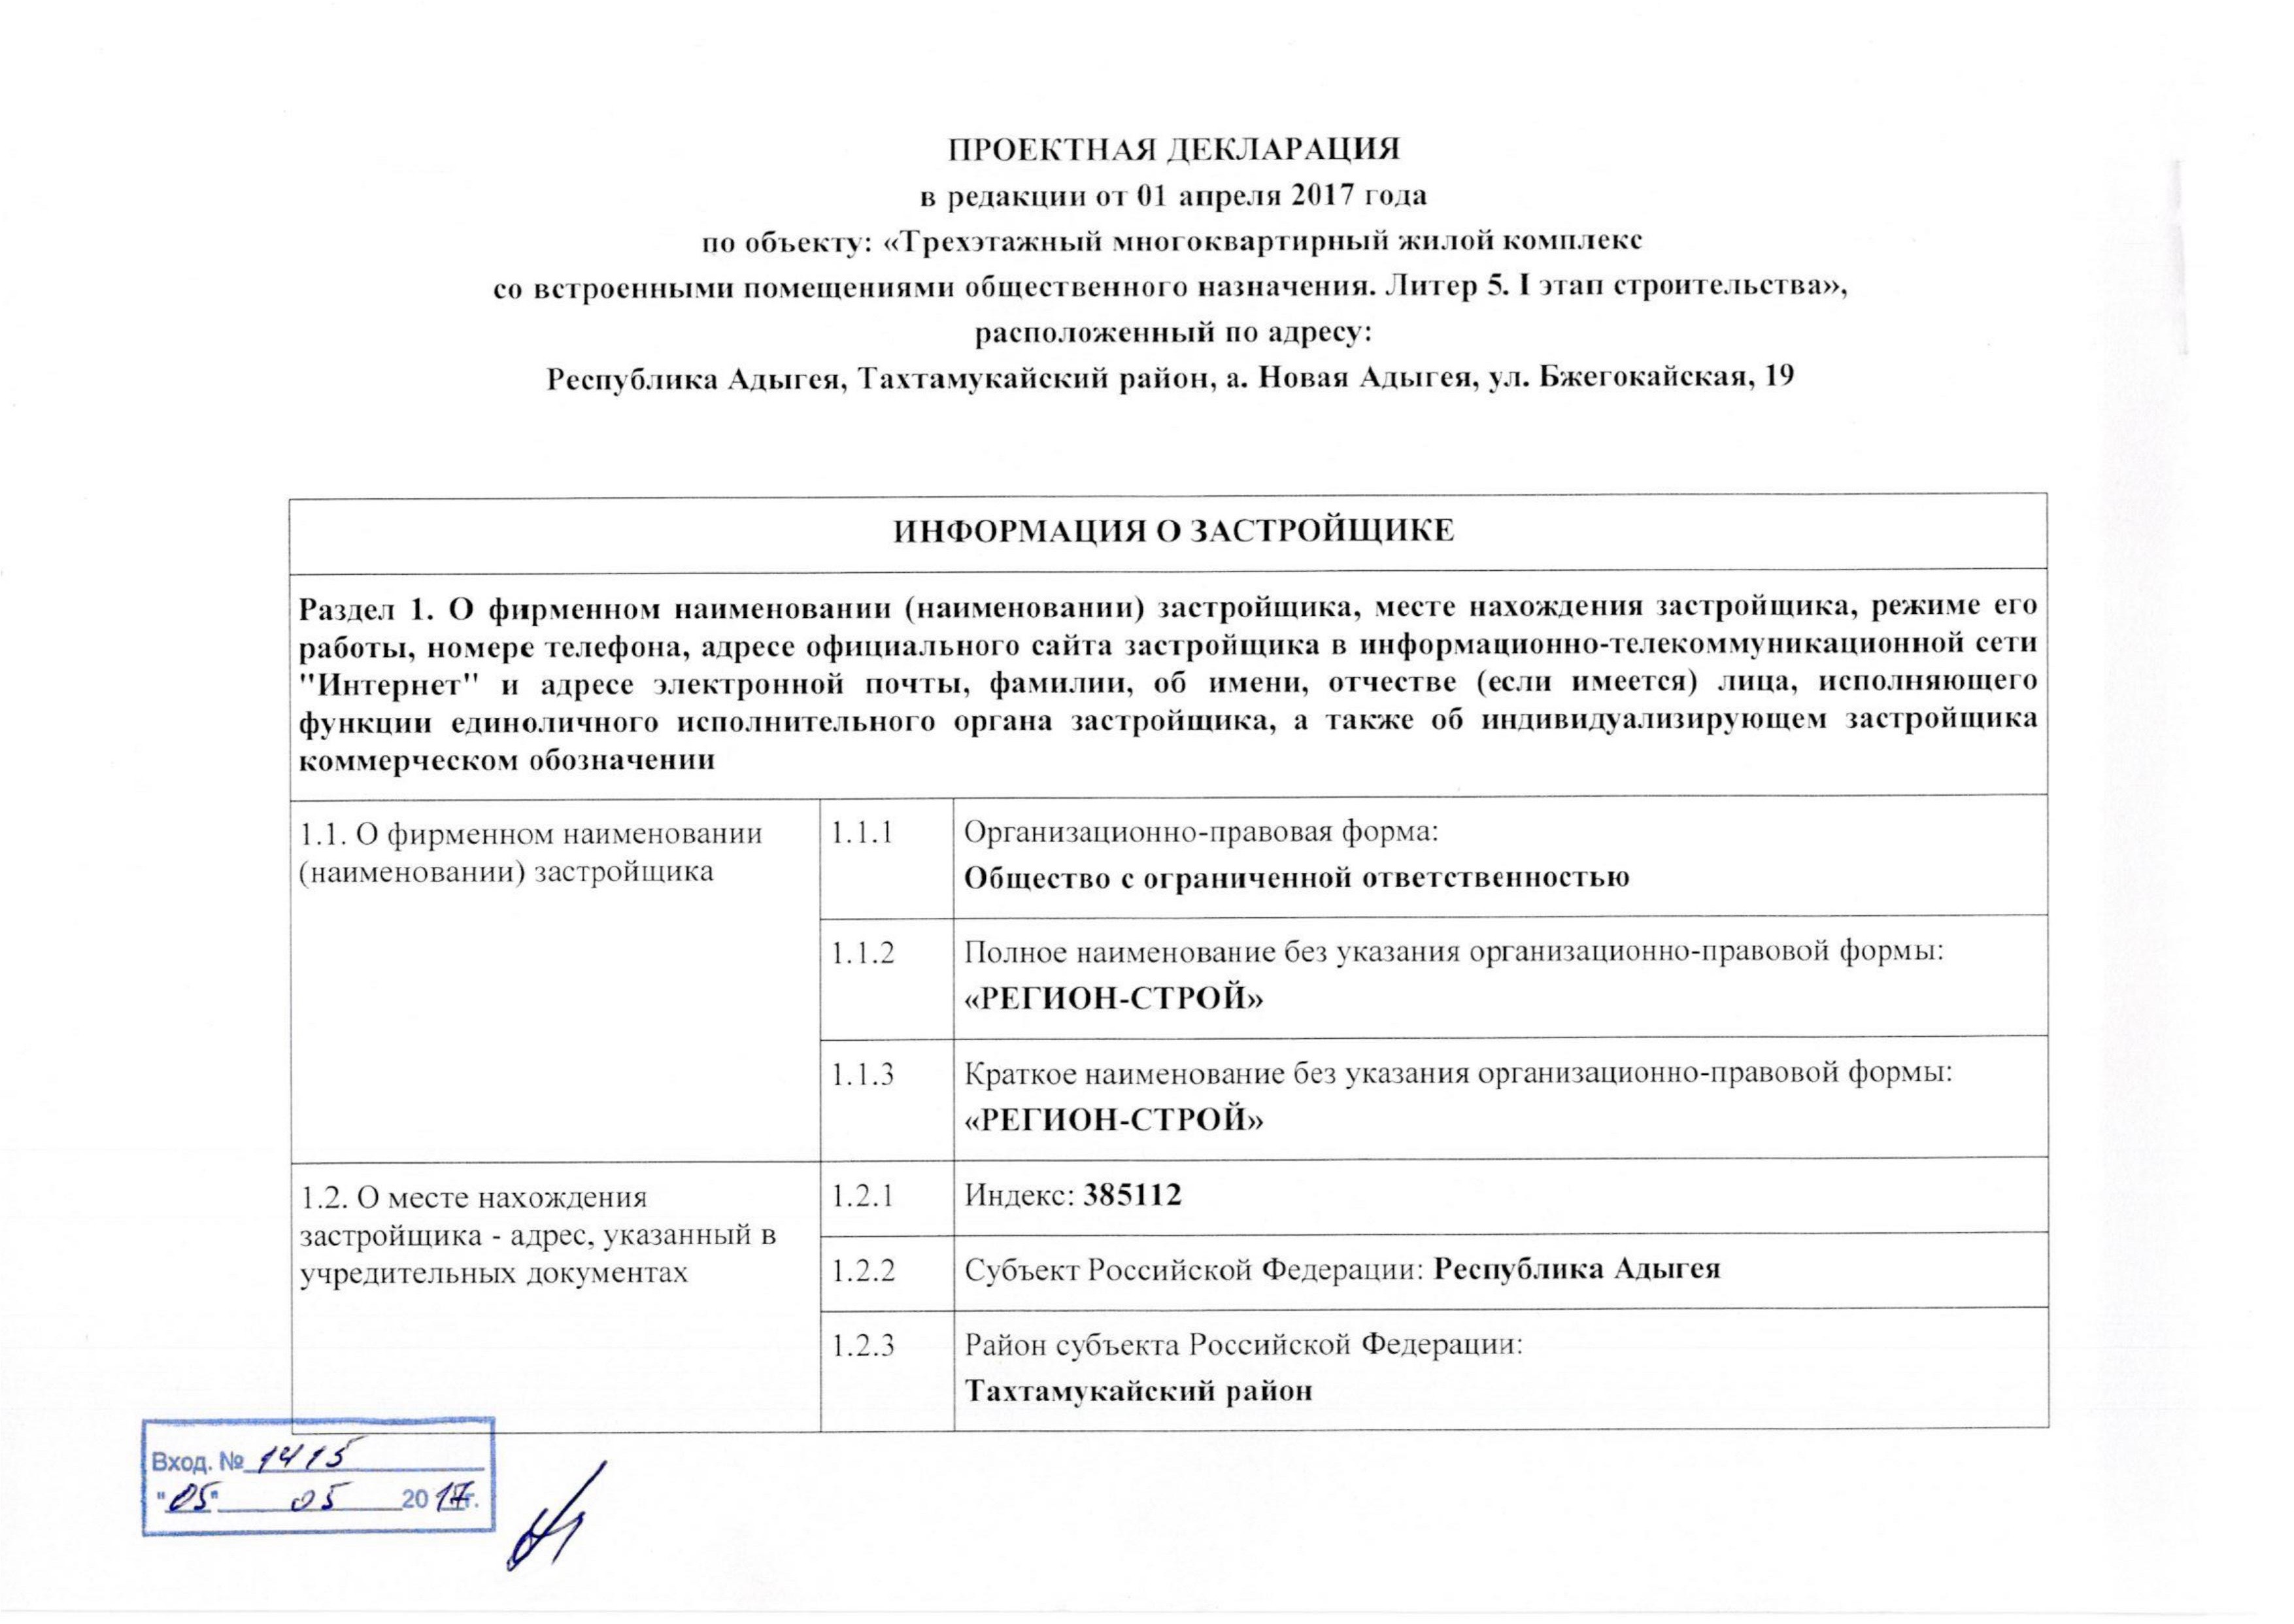 ПРОЕКТНАЯ ДЕКЛАРАЦИЯ
в редакции от 01 апреля 2017 года
по объекту: «Трехэтажный многоквартирный жилой комплекс
со встроенными помещениями общественного назначения. Литер 5. I этап строительства»,
расположенный по адресу:
Республика Адыгея, Тахтамукайский район, а. Новая Адыгея, ул. Бжегокайская, 19
ИНФОРМАЦИЯ О ЗАСТРОЙЩИКЕ
Раздел 1. О фирменном наименовании (наименовании) застройщика, месте нахождения застройщика, режиме его
работы, номере телефона, адресе официального сайта застройщика в информационно-телекоммуникационной сети
"Интернет" и адресе электронной почты, фамилии, об имени, отчестве (если имеется) лица, исполняющего
функции единоличного исполнительного органа застройщика, а также об индивидуализирующем застройщика
коммерческом обозначении
1.1. О фирменном наименовании
(наименовании) застройщика
1.1.1
Организационно-правовая форма:
Общество с ограниченной ответственностью
1.1.2
Полное наименование без указания организационно-правовой формы:
«РЕГИОН-СТРОЙ»
1.1.3
Краткое наименование без указания организационно-правовой формы:
«РЕГИОН-СТРОЙ»
1.2. О месте нахождения
застройщика - адрес, указанный в
учредительных документах
1.2.1
Индекс: 385112
1.2.2
Субъект Российской Федерации: Республика Адыгея
1.2.3
Район субъекта Российской Федерации:
Тахтамукайский район
Вход. № 1415
"05" 05 2017г.